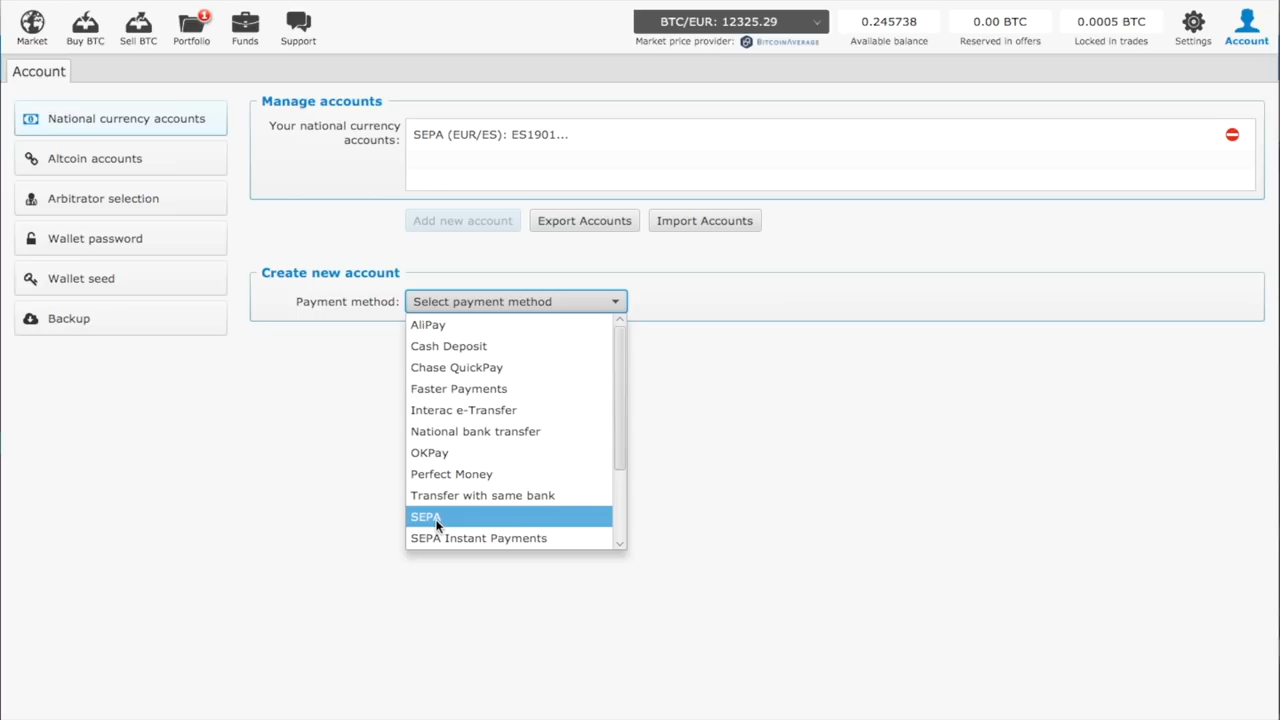 BTC/EUR: 12325.29
0.245738
0.00 BTC
0.0005 BTC
1
Market
Buy BTC
Sell BTC
Portfolio
Funds
Support
Market price provider: BITCOINAVERAGE
Available balance
Reserved in offers
Locked in trades
Settings
Account
Account
National currency accounts
Altcoin accounts
Arbitrator selection
Wallet password
Wallet seed
Backup
Manage accounts
Your national currency
accounts:
SEPA (EUR/ES): ES1901...
Add new account
Export Accounts
Import Accounts
Create new account
Payment method:
Select payment method
AliPay
Cash Deposit
Chase QuickPay
Faster Payments
Interac e-Transfer
National bank transfer
OKPay
Perfect Money
Transfer with same bank
SEPA
SEPA Instant Payments